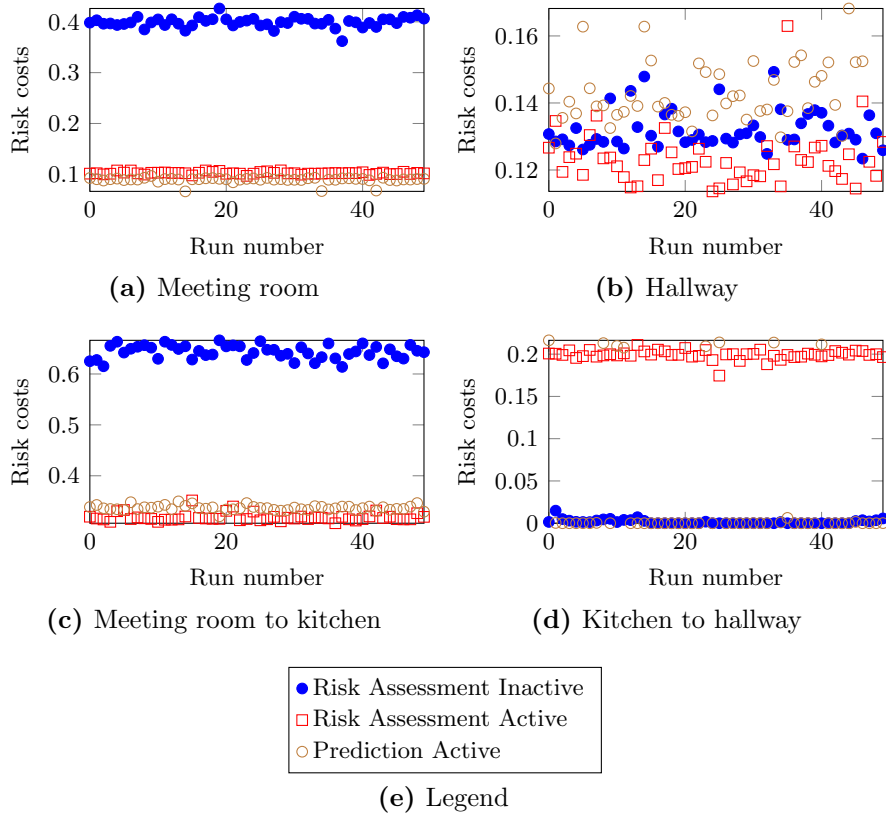 0.4
0.3
0.2
0.1
Risk costs
0 20 40
Run number
(a) Meeting room
0.16
0.14
0.12
Risk costs
0 20 40
Run number
(b) Hallway
0.6
0.5
0.4
Risk costs
0 20 40
Run number
(c) Meeting room to kitchen
0.2
0.15
0.1
5 · 10⁻²
0
Risk costs
0 20 40
Run number
(d) Kitchen to hallway
Risk Assessment Inactive
Risk Assessment Active
Prediction Active
(e) Legend